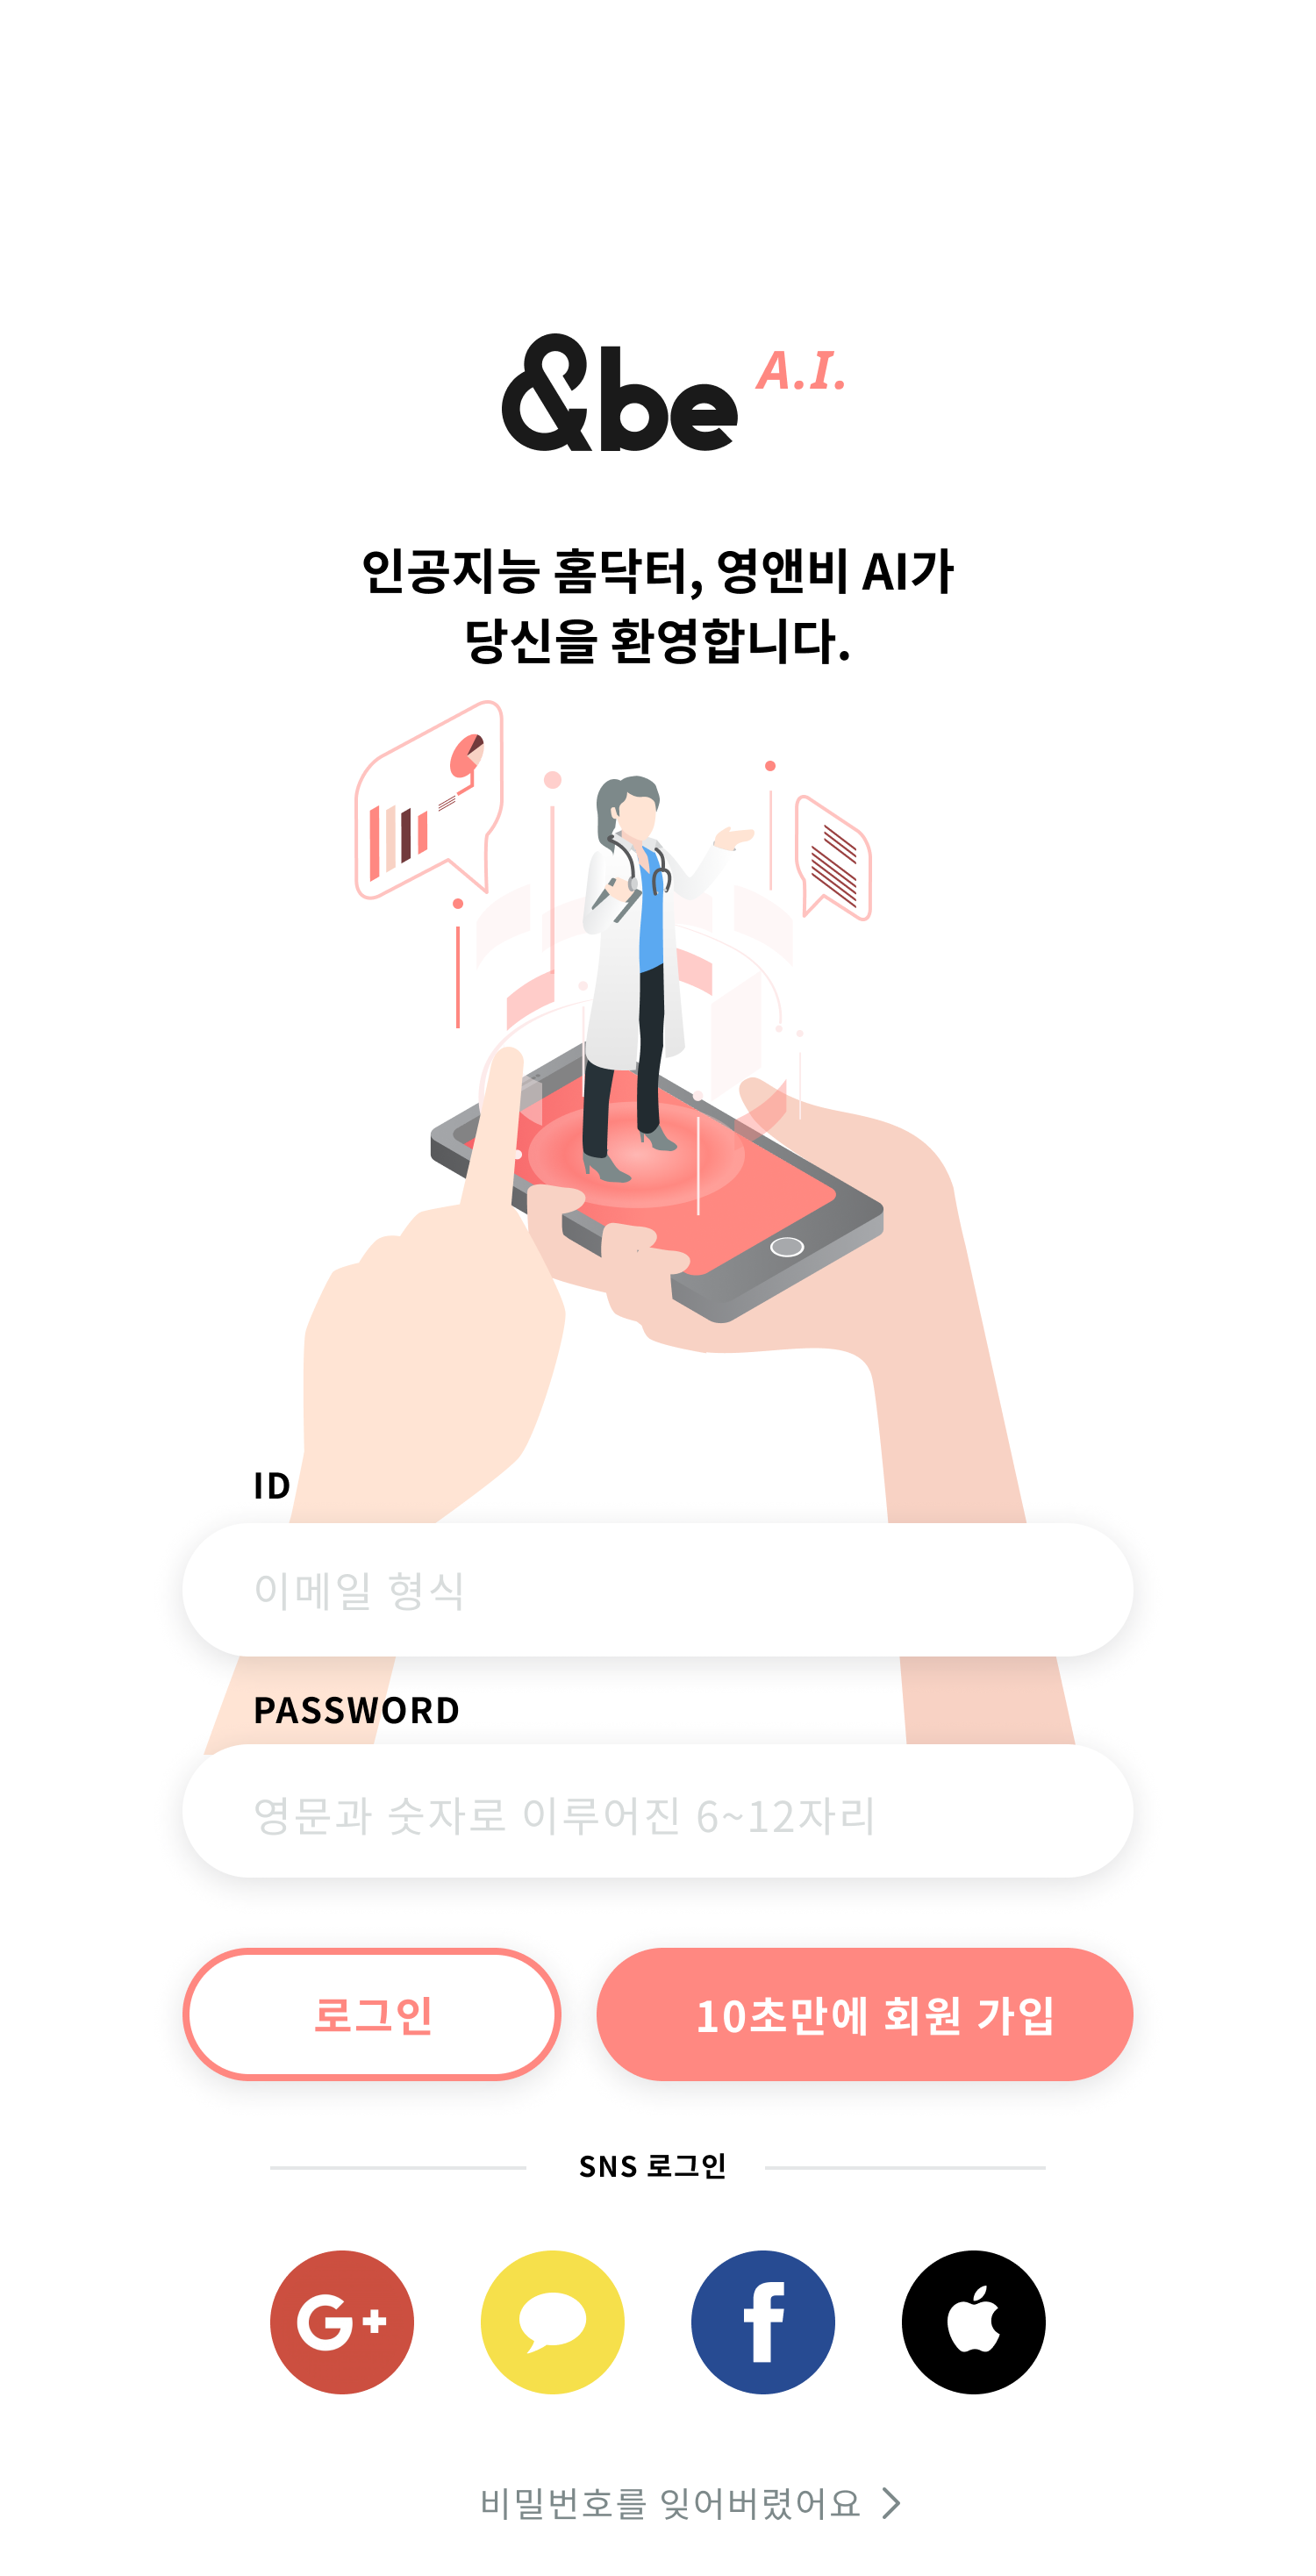 &be A.I.
인공지능 홈닥터, 영앤비 AI가
당신을 환영합니다.
ID
이메일 형식
PASSWORD
영문과 숫자로 이루어진 6~12자리
로그인
10초만에 회원 가입
SNS 로그인
G+
f
비밀번호를 잊어버렸어요 >